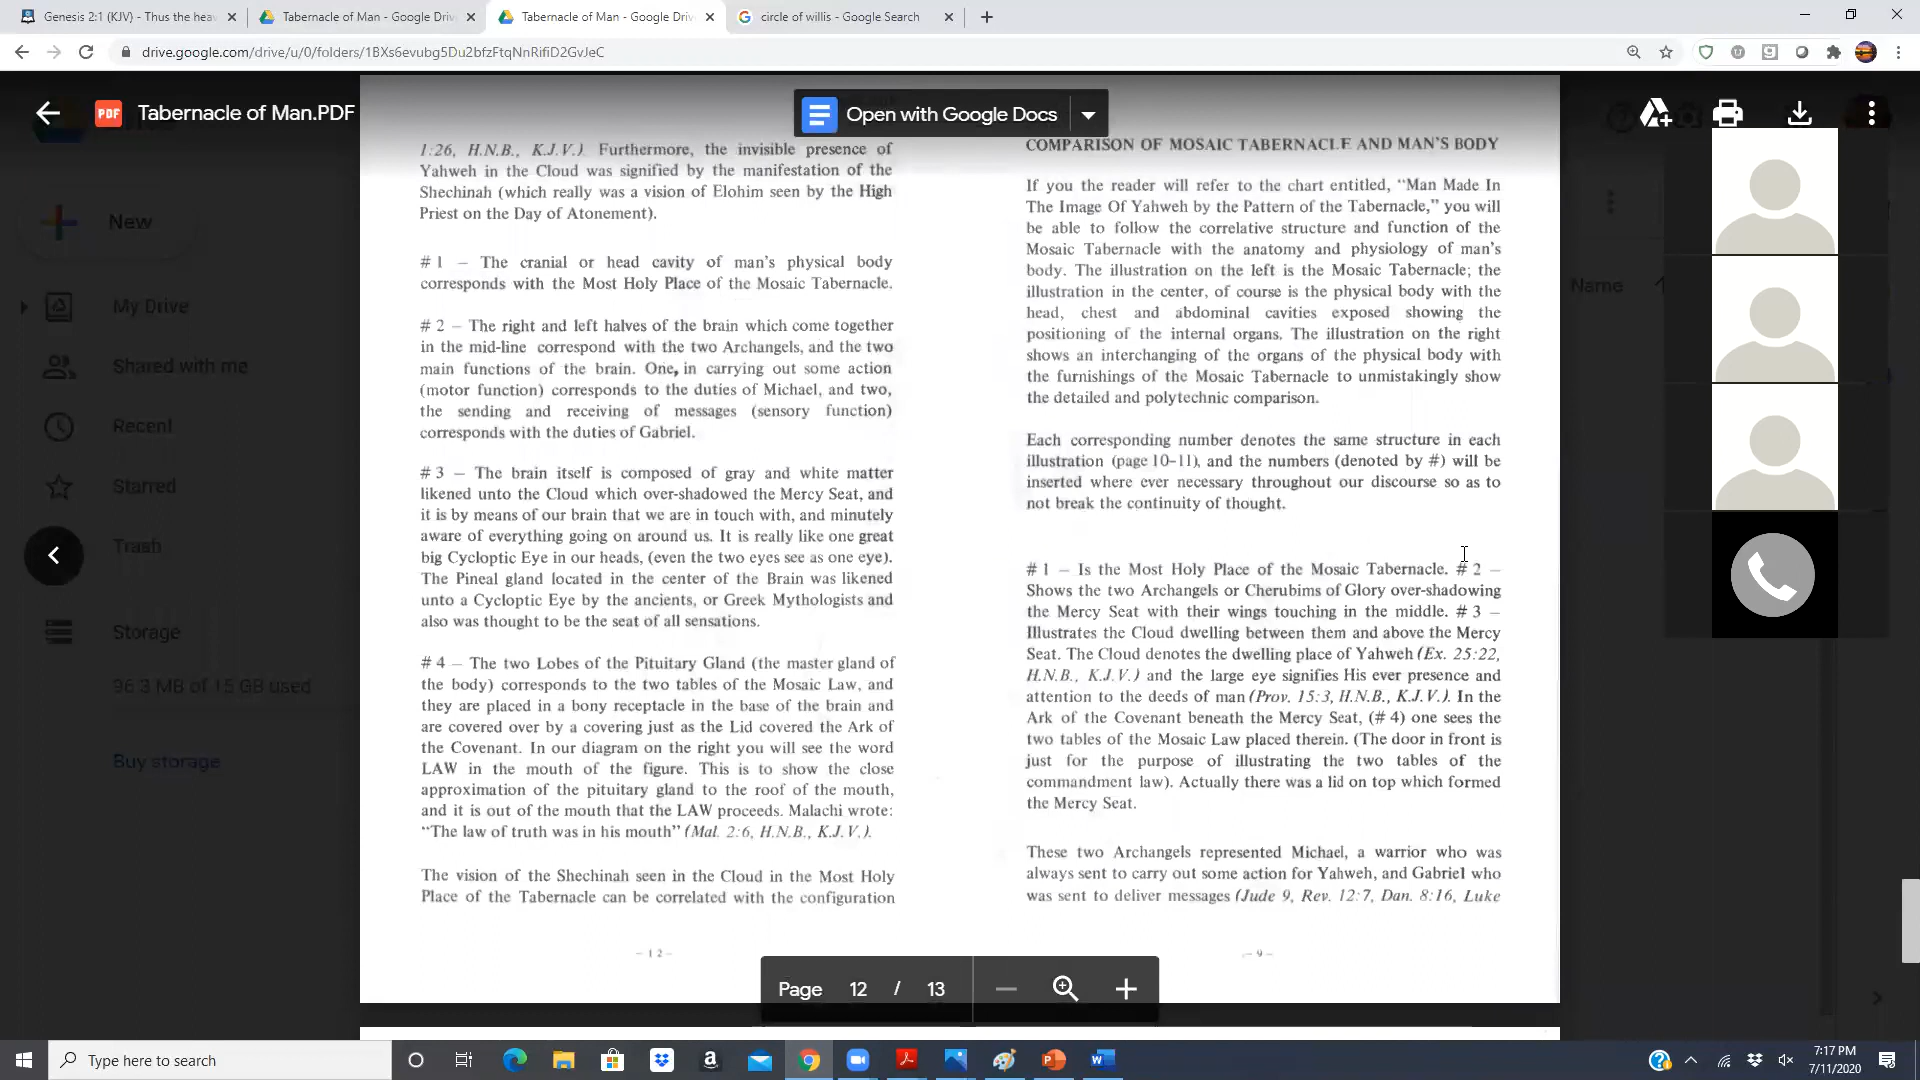 Genesis 2:1 (KJV) - Thus the hea
Tabernacle of Man - Google Driv
Tabernacle of Man - Google Driv
circle of willis - Google Search
drive.google.com/drive/u/0/folders/1BXs6evubg5Du2bfzFtqNnRifiD2GvJeC
PDF
Tabernacle of Man.PDF
Open with Google Docs
New
My Drive
Shared with me
Recent
Starred
Trash
Storage
96.3 MB of 15 GB used
Buy storage
Name
1:26, H.N.B., K.J.V.) Furthermore, the invisible presence of
Yahweh in the Cloud was signified by the manifestation of the
Shechinah (which really was a vision of Elohim seen by the High
Priest on the Day of Atonement).
# 1 – The cranial or head cavity of man's physical body
corresponds with the Most Holy Place of the Mosaic Tabernacle.
# 2 – The right and left halves of the brain which come together
in the mid-line correspond with the two Archangels, and the two
main functions of the brain. One, in carrying out some action
(motor function) corresponds to the duties of Michael, and two,
the sending and receiving of messages (sensory function)
corresponds with the duties of Gabriel.
# 3 – The brain itself is composed of gray and white matter
likened unto the Cloud which over-shadowed the Mercy Seat, and
it is by means of our brain that we are in touch with, and minutely
aware of everything going on around us. It is really like one great
big Cycloptic Eye in our heads, (even the two eyes see as one eye).
The Pineal gland located in the center of the Brain was likened
unto a Cycloptic Eye by the ancients, or Greek Mythologists and
also was thought to be the seat of all sensations.
# 4 – The two Lobes of the Pituitary Gland (the master gland of
the body) corresponds to the two tables of the Mosaic Law, and
they are placed in a bony receptacle in the base of the brain and
are covered over by a covering just as the Lid covered the Ark of
the Covenant. In our diagram on the right you will see the word
LAW in the mouth of the figure. This is to show the close
approximation of the pituitary gland to the roof of the mouth,
and it is out of the mouth that the LAW proceeds. Malachi wrote:
"The law of truth was in his mouth" (Mal. 2:6, H.N.B., K.J.V.).
The vision of the Shechinah seen in the Cloud in the Most Holy
Place of the Tabernacle can be correlated with the configuration
– 12 –
COMPARISON OF MOSAIC TABERNACLE AND MAN'S BODY
If you the reader will refer to the chart entitled, "Man Made In
The Image Of Yahweh by the Pattern of the Tabernacle," you will
be able to follow the correlative structure and function of the
Mosaic Tabernacle with the anatomy and physiology of man's
body. The illustration on the left is the Mosaic Tabernacle; the
illustration in the center, of course is the physical body with the
head, chest and abdominal cavities exposed showing the
positioning of the internal organs. The illustration on the right
shows an interchanging of the organs of the physical body with
the furnishings of the Mosaic Tabernacle to unmistakingly show
the detailed and polytechnic comparison.
Each corresponding number denotes the same structure in each
illustration (page 10–11), and the numbers (denoted by #) will be
inserted where ever necessary throughout our discourse so as to
not break the continuity of thought.
# 1 – Is the Most Holy Place of the Mosaic Tabernacle. # 2 –
Shows the two Archangels or Cherubims of Glory over-shadowing
the Mercy Seat with their wings touching in the middle. # 3 –
Illustrates the Cloud dwelling between them and above the Mercy
Seat. The Cloud denotes the dwelling place of Yahweh (Ex. 25:22,
H.N.B., K.J.V.) and the large eye signifies His ever presence and
attention to the deeds of man (Prov. 15:3, H.N.B., K.J.V.). In the
Ark of the Covenant beneath the Mercy Seat, (# 4) one sees the
two tables of the Mosaic Law placed therein. (The door in front is
just for the purpose of illustrating the two tables of the
commandment law). Actually there was a lid on top which formed
the Mercy Seat.
These two Archangels represented Michael, a warrior who was
always sent to carry out some action for Yahweh, and Gabriel who
was sent to deliver messages (Jude 9, Rev. 12:7, Dan. 8:16, Luke
– 9 –
Page 12 / 13
Type here to search
7:17 PM
7/11/2020